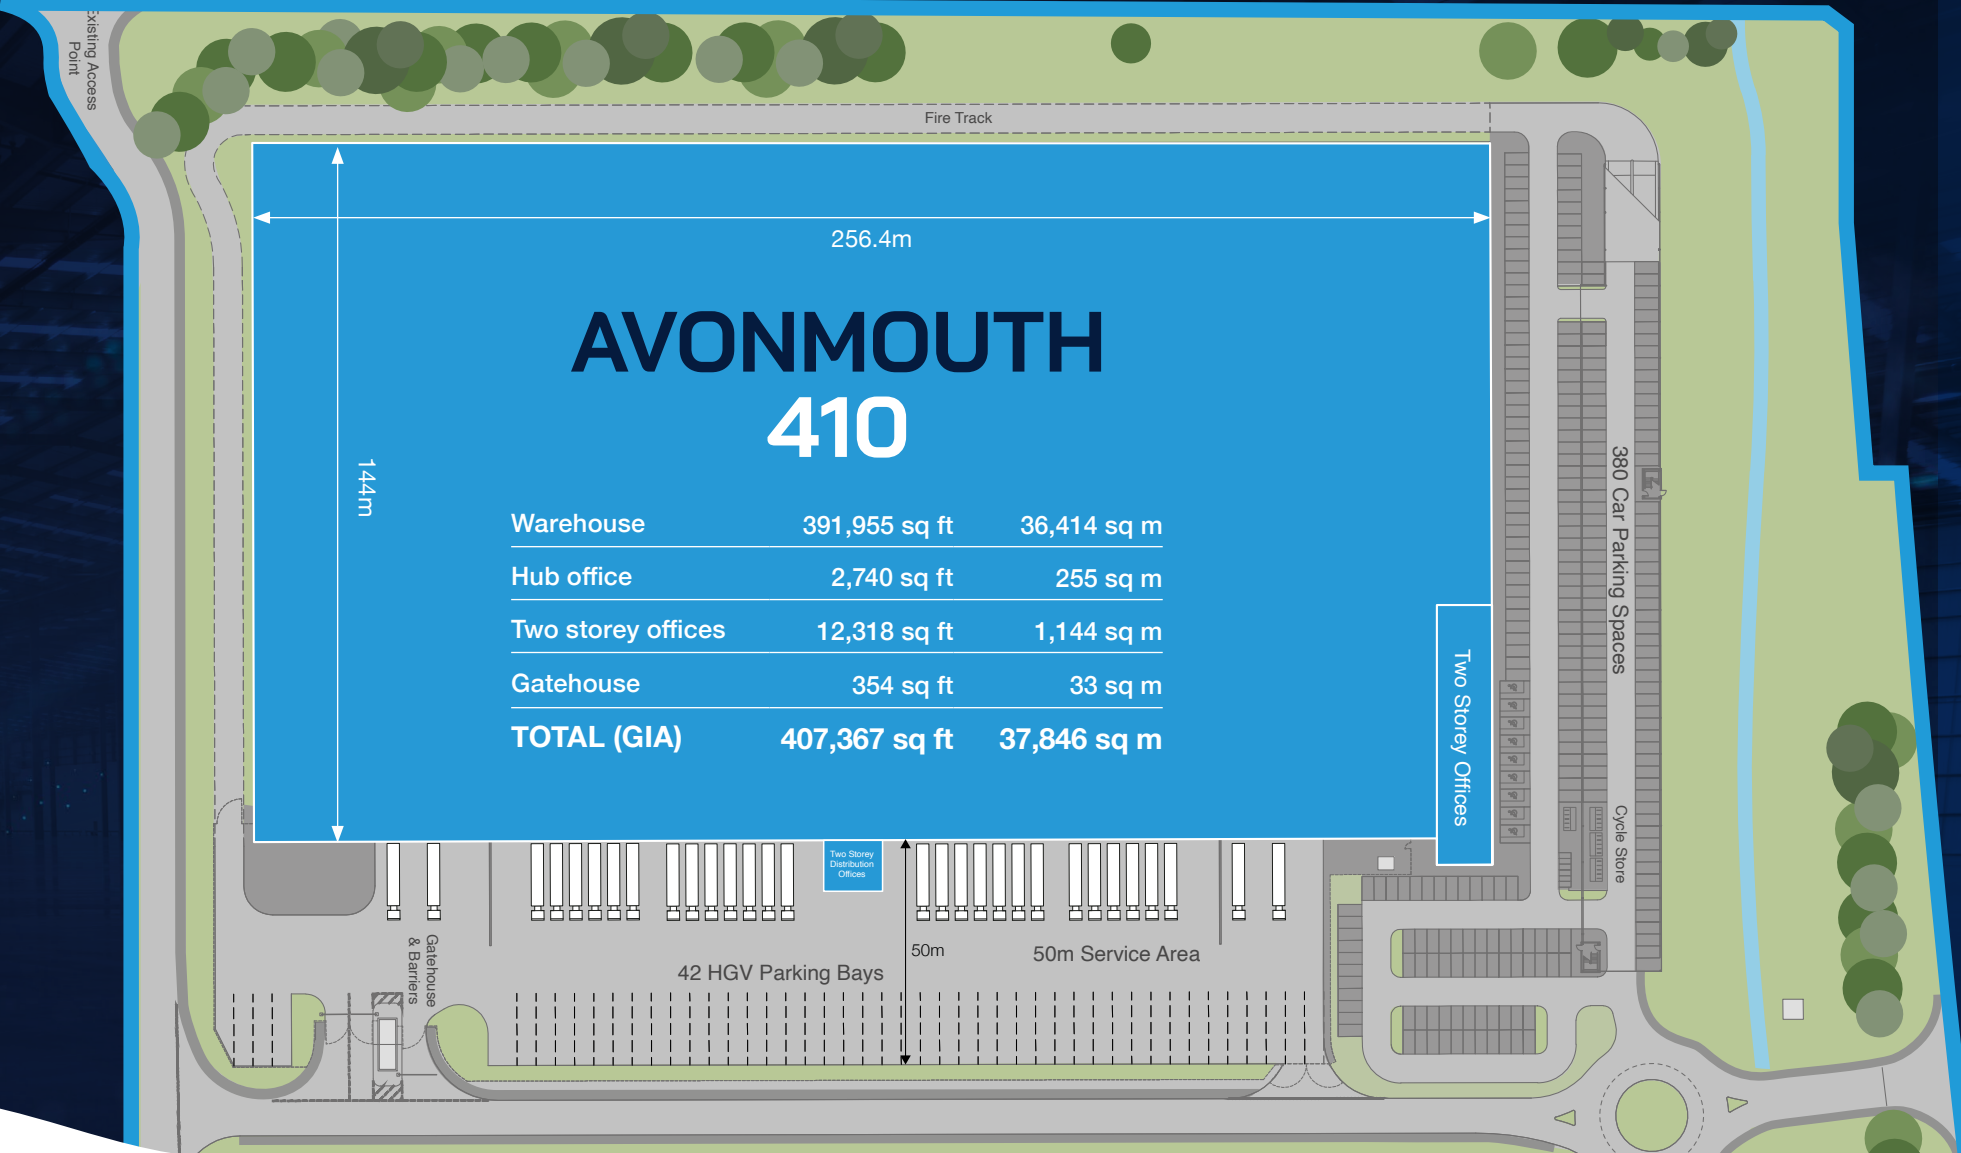 Existing Access
Point
Fire Track
256.4m
144m
AVONMOUTH
410
Warehouse 391,955 sq ft 36,414 sq m
Hub office 2,740 sq ft 255 sq m
Two storey offices 12,318 sq ft 1,144 sq m
Gatehouse 354 sq ft 33 sq m
TOTAL (GIA) 407,367 sq ft 37,846 sq m
Two Storey Offices
380 Car Parking Spaces
Cycle Store
Two Storey
Distribution
Offices
Gatehouse
& Barriers
42 HGV Parking Bays
50m
50m Service Area